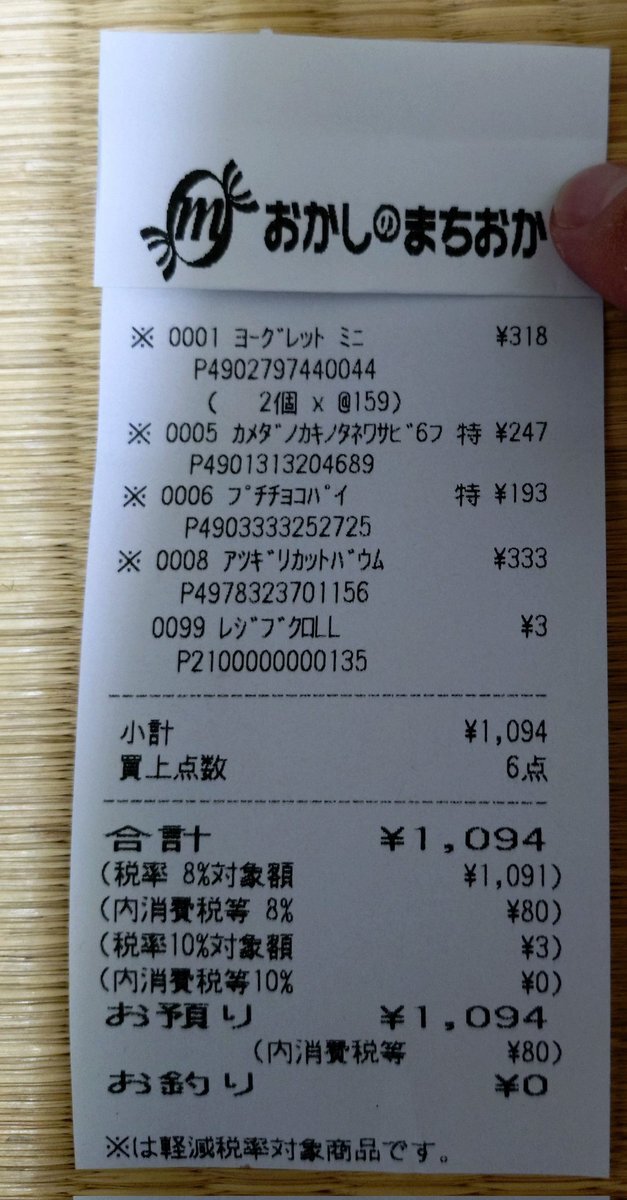 m おかしのまちおか
※ 0001 ﾖｰｸﾞﾚｯﾄ ﾐﾆ ¥318
P4902797440044
( 2個 x @159)
※ 0005 ｶﾒﾀﾞﾉｶｷﾉﾀﾈﾜｻﾋﾞ6ﾌ 特 ¥247
P4901313204689
※ 0006 ﾌﾟﾁﾁｮｺﾊﾟｲ 特 ¥193
P4903333252725
※ 0008 ｱﾂｷﾞﾘｶｯﾄﾊﾞｳﾑ ¥333
P4978323701156
0099 ﾚｼﾞﾌﾞｸﾛLL ¥3
P2100000000135
小計 ¥1,094
買上点数 6点
合計 ¥1,094
(税率 8%対象額 ¥1,091)
(内消費税等 8% ¥80)
(税率10%対象額 ¥3)
(内消費税等10% ¥0)
お預り ¥1,094
(内消費税等 ¥80)
お釣り ¥0
※は軽減税率対象商品です。